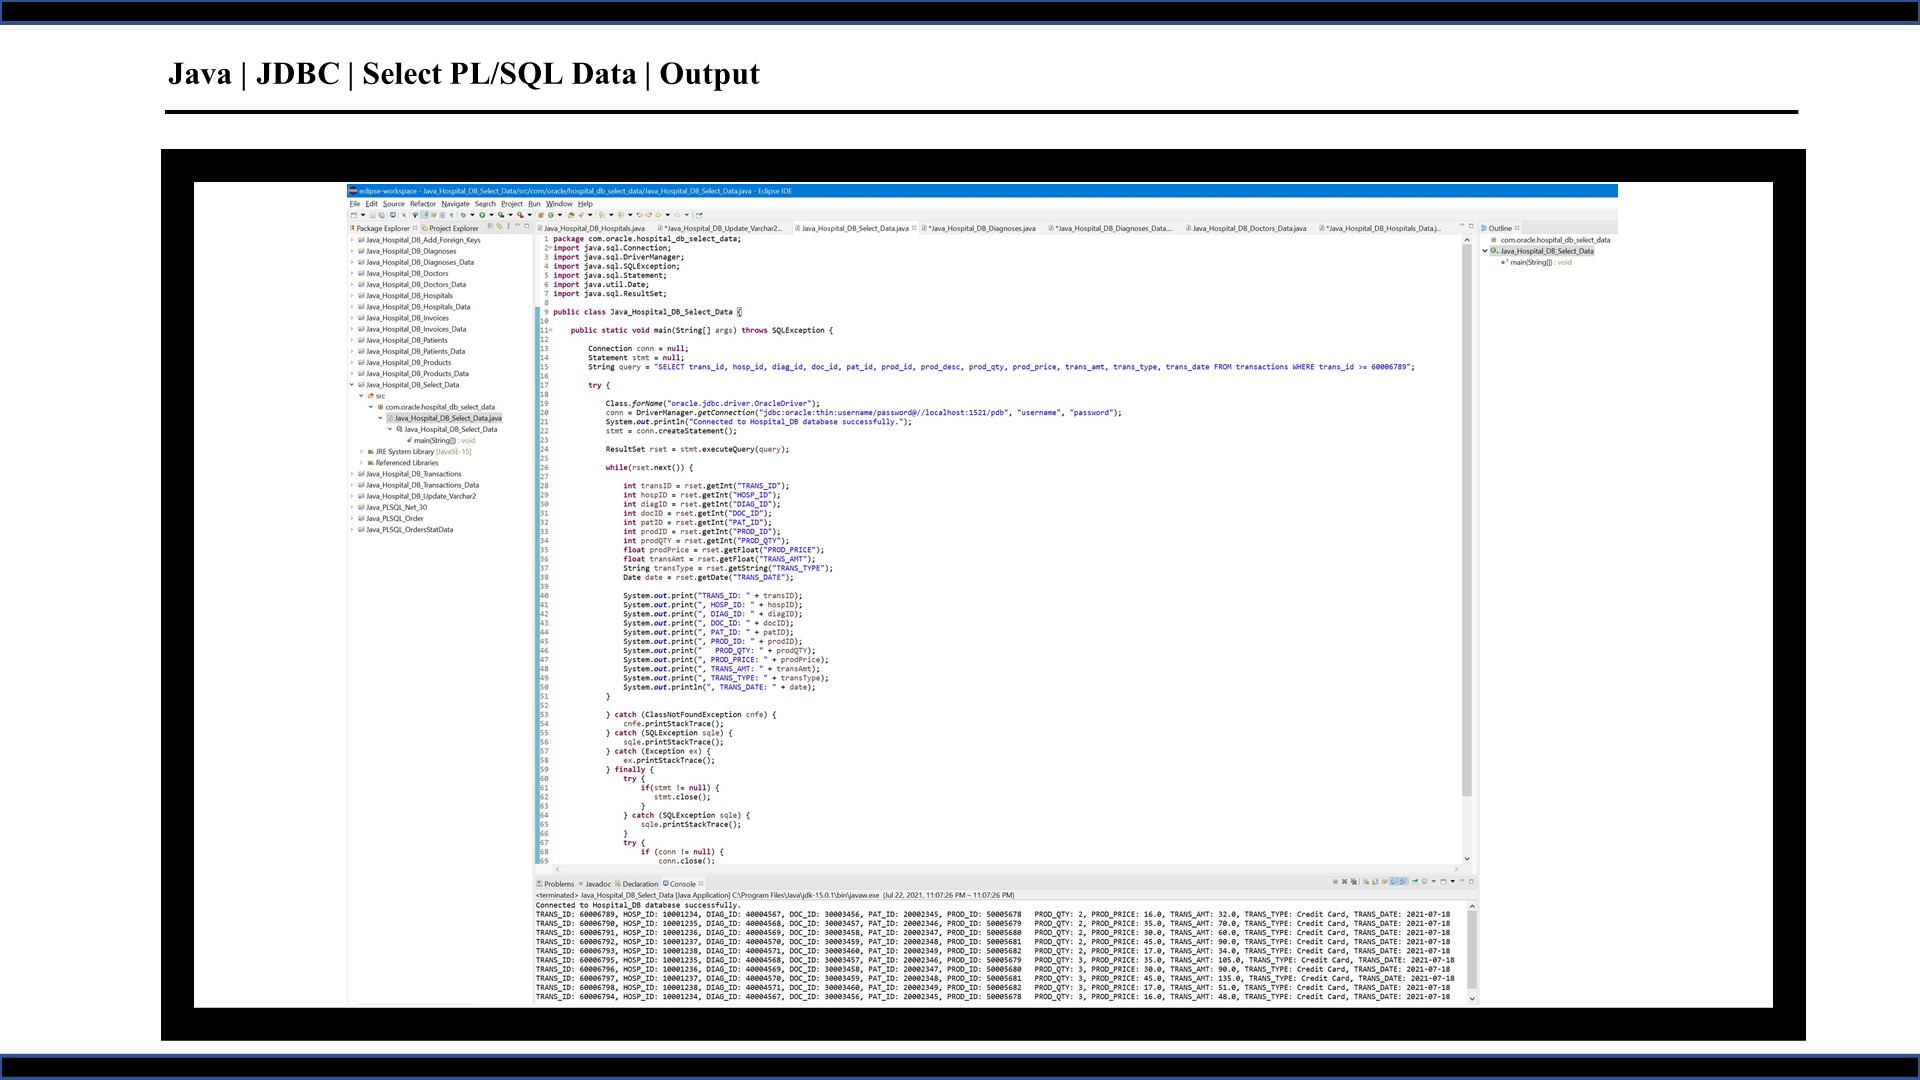 Java | JDBC | Select PL/SQL Data | Output
eclipse-workspace - Java_Hospital_DB_Select_Data/src/com/oracle/hospital_db_select_data/Java_Hospital_DB_Select_Data.java - Eclipse IDE
File Edit Source Refactor Navigate Search Project Run Window Help
Package Explorer Project Explorer
Java_Hospital_DB_Add_Foreign_Keys
Java_Hospital_DB_Diagnoses
Java_Hospital_DB_Diagnoses_Data
Java_Hospital_DB_Doctors
Java_Hospital_DB_Doctors_Data
Java_Hospital_DB_Hospitals
Java_Hospital_DB_Hospitals_Data
Java_Hospital_DB_Invoices
Java_Hospital_DB_Invoices_Data
Java_Hospital_DB_Patients
Java_Hospital_DB_Patients_Data
Java_Hospital_DB_Products
Java_Hospital_DB_Products_Data
Java_Hospital_DB_Select_Data
src
com.oracle.hospital_db_select_data
Java_Hospital_DB_Select_Data.java
Java_Hospital_DB_Select_Data
main(String[]) : void
JRE System Library [JavaSE-15]
Referenced Libraries
Java_Hospital_DB_Transactions
Java_Hospital_DB_Transactions_Data
Java_Hospital_DB_Update_Varchar2
Java_PLSQL_Net_30
Java_PLSQL_Order
Java_PLSQL_OrdersStatData
Java_Hospital_DB_Hospitals.java *Java_Hospital_DB_Update_Varchar2... Java_Hospital_DB_Select_Data.java *Java_Hospital_DB_Diagnoses.java *Java_Hospital_DB_Diagnoses_Data.... Java_Hospital_DB_Doctors_Data.java *Java_Hospital_DB_Hospitals_Data.j...
1 package com.oracle.hospital_db_select_data;
2 import java.sql.Connection;
3 import java.sql.DriverManager;
4 import java.sql.SQLException;
5 import java.sql.Statement;
6 import java.util.Date;
7 import java.sql.ResultSet;
8
9 public class Java_Hospital_DB_Select_Data {
10
11 public static void main(String[] args) throws SQLException {
12
13 Connection conn = null;
14 Statement stmt = null;
15 String query = "SELECT trans_id, hosp_id, diag_id, doc_id, pat_id, prod_id, prod_desc, prod_qty, prod_price, trans_amt, trans_type, trans_date FROM transactions WHERE trans_id >= 60006789";
16
17 try {
18
19 Class.forName("oracle.jdbc.driver.OracleDriver");
20 conn = DriverManager.getConnection("jdbc:oracle:thin:username/password@//localhost:1521/pdb", "username", "password");
21 System.out.println("Connected to Hospital_DB database successfully.");
22 stmt = conn.createStatement();
23
24 ResultSet rset = stmt.executeQuery(query);
25
26 while(rset.next()) {
27
28 int transID = rset.getInt("TRANS_ID");
29 int hospID = rset.getInt("HOSP_ID");
30 int diagID = rset.getInt("DIAG_ID");
31 int docID = rset.getInt("DOC_ID");
32 int patID = rset.getInt("PAT_ID");
33 int prodID = rset.getInt("PROD_ID");
34 int prodQTY = rset.getInt("PROD_QTY");
35 float prodPrice = rset.getFloat("PROD_PRICE");
36 float transAmt = rset.getFloat("TRANS_AMT");
37 String transType = rset.getString("TRANS_TYPE");
38 Date date = rset.getDate("TRANS_DATE");
39
40 System.out.print("TRANS_ID: " + transID);
41 System.out.print(", HOSP_ID: " + hospID);
42 System.out.print(", DIAG_ID: " + diagID);
43 System.out.print(", DOC_ID: " + docID);
44 System.out.print(", PAT_ID: " + patID);
45 System.out.print(", PROD_ID: " + prodID);
46 System.out.print("   PROD_QTY: " + prodQTY);
47 System.out.print(", PROD_PRICE: " + prodPrice);
48 System.out.print(", TRANS_AMT: " + transAmt);
49 System.out.print(", TRANS_TYPE: " + transType);
50 System.out.println(", TRANS_DATE: " + date);
51 }
52
53 } catch (ClassNotFoundException cnfe) {
54 cnfe.printStackTrace();
55 } catch (SQLException sqle) {
56 sqle.printStackTrace();
57 } catch (Exception ex) {
58 ex.printStackTrace();
59 } finally {
60 try {
61 if(stmt != null) {
62 stmt.close();
63 }
64 } catch (SQLException sqle) {
65 sqle.printStackTrace();
66 }
67 try {
68 if (conn != null) {
69 conn.close();
Outline
com.oracle.hospital_db_select_data
Java_Hospital_DB_Select_Data
main(String[]) : void
Problems Javadoc Declaration Console
<terminated> Java_Hospital_DB_Select_Data [Java Application] C:\Program Files\Java\jdk-15.0.1\bin\javaw.exe (Jul 22, 2021, 11:07:26 PM – 11:07:26 PM)
Connected to Hospital_DB database successfully.
TRANS_ID: 60006789, HOSP_ID: 10001234, DIAG_ID: 40004567, DOC_ID: 30003456, PAT_ID: 20002345, PROD_ID: 50005678   PROD_QTY: 2, PROD_PRICE: 16.0, TRANS_AMT: 32.0, TRANS_TYPE: Credit Card, TRANS_DATE: 2021-07-18
TRANS_ID: 60006790, HOSP_ID: 10001235, DIAG_ID: 40004568, DOC_ID: 30003457, PAT_ID: 20002346, PROD_ID: 50005679   PROD_QTY: 2, PROD_PRICE: 35.0, TRANS_AMT: 70.0, TRANS_TYPE: Credit Card, TRANS_DATE: 2021-07-18
TRANS_ID: 60006791, HOSP_ID: 10001236, DIAG_ID: 40004569, DOC_ID: 30003458, PAT_ID: 20002347, PROD_ID: 50005680   PROD_QTY: 2, PROD_PRICE: 30.0, TRANS_AMT: 60.0, TRANS_TYPE: Credit Card, TRANS_DATE: 2021-07-18
TRANS_ID: 60006792, HOSP_ID: 10001237, DIAG_ID: 40004570, DOC_ID: 30003459, PAT_ID: 20002348, PROD_ID: 50005681   PROD_QTY: 2, PROD_PRICE: 45.0, TRANS_AMT: 90.0, TRANS_TYPE: Credit Card, TRANS_DATE: 2021-07-18
TRANS_ID: 60006793, HOSP_ID: 10001238, DIAG_ID: 40004571, DOC_ID: 30003460, PAT_ID: 20002349, PROD_ID: 50005682   PROD_QTY: 2, PROD_PRICE: 17.0, TRANS_AMT: 34.0, TRANS_TYPE: Credit Card, TRANS_DATE: 2021-07-18
TRANS_ID: 60006795, HOSP_ID: 10001235, DIAG_ID: 40004568, DOC_ID: 30003457, PAT_ID: 20002346, PROD_ID: 50005679   PROD_QTY: 3, PROD_PRICE: 35.0, TRANS_AMT: 105.0, TRANS_TYPE: Credit Card, TRANS_DATE: 2021-07-18
TRANS_ID: 60006796, HOSP_ID: 10001236, DIAG_ID: 40004569, DOC_ID: 30003458, PAT_ID: 20002347, PROD_ID: 50005680   PROD_QTY: 3, PROD_PRICE: 30.0, TRANS_AMT: 90.0, TRANS_TYPE: Credit Card, TRANS_DATE: 2021-07-18
TRANS_ID: 60006797, HOSP_ID: 10001237, DIAG_ID: 40004570, DOC_ID: 30003459, PAT_ID: 20002348, PROD_ID: 50005681   PROD_QTY: 3, PROD_PRICE: 45.0, TRANS_AMT: 135.0, TRANS_TYPE: Credit Card, TRANS_DATE: 2021-07-18
TRANS_ID: 60006798, HOSP_ID: 10001238, DIAG_ID: 40004571, DOC_ID: 30003460, PAT_ID: 20002349, PROD_ID: 50005682   PROD_QTY: 3, PROD_PRICE: 17.0, TRANS_AMT: 51.0, TRANS_TYPE: Credit Card, TRANS_DATE: 2021-07-18
TRANS_ID: 60006794, HOSP_ID: 10001234, DIAG_ID: 40004567, DOC_ID: 30003456, PAT_ID: 20002345, PROD_ID: 50005678   PROD_QTY: 3, PROD_PRICE: 16.0, TRANS_AMT: 48.0, TRANS_TYPE: Credit Card, TRANS_DATE: 2021-07-18